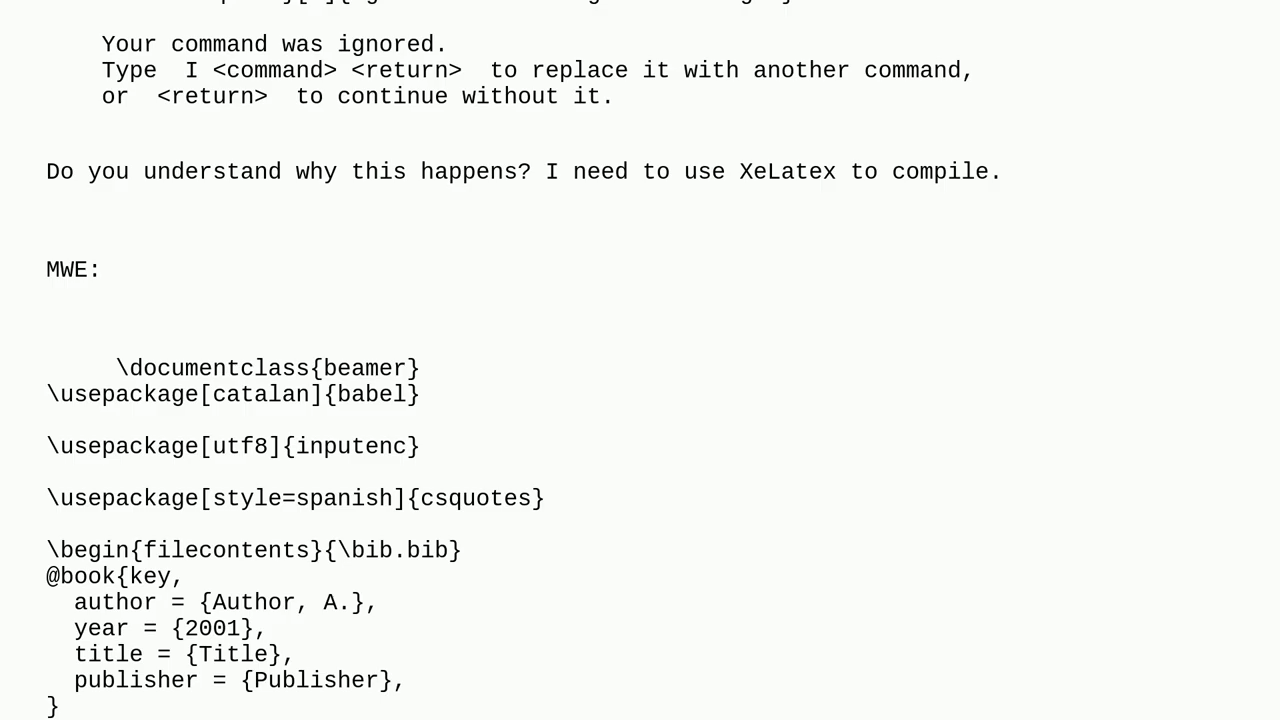 Your command was ignored.
Type  I <command> <return>  to replace it with another command,
or  <return>  to continue without it.
Do you understand why this happens? I need to use XeLatex to compile.
MWE:
\documentclass{beamer}
\usepackage[catalan]{babel}
\usepackage[utf8]{inputenc}
\usepackage[style=spanish]{csquotes}
\begin{filecontents}{\bib.bib}
@book{key,
  author = {Author, A.},
  year = {2001},
  title = {Title},
  publisher = {Publisher},
}